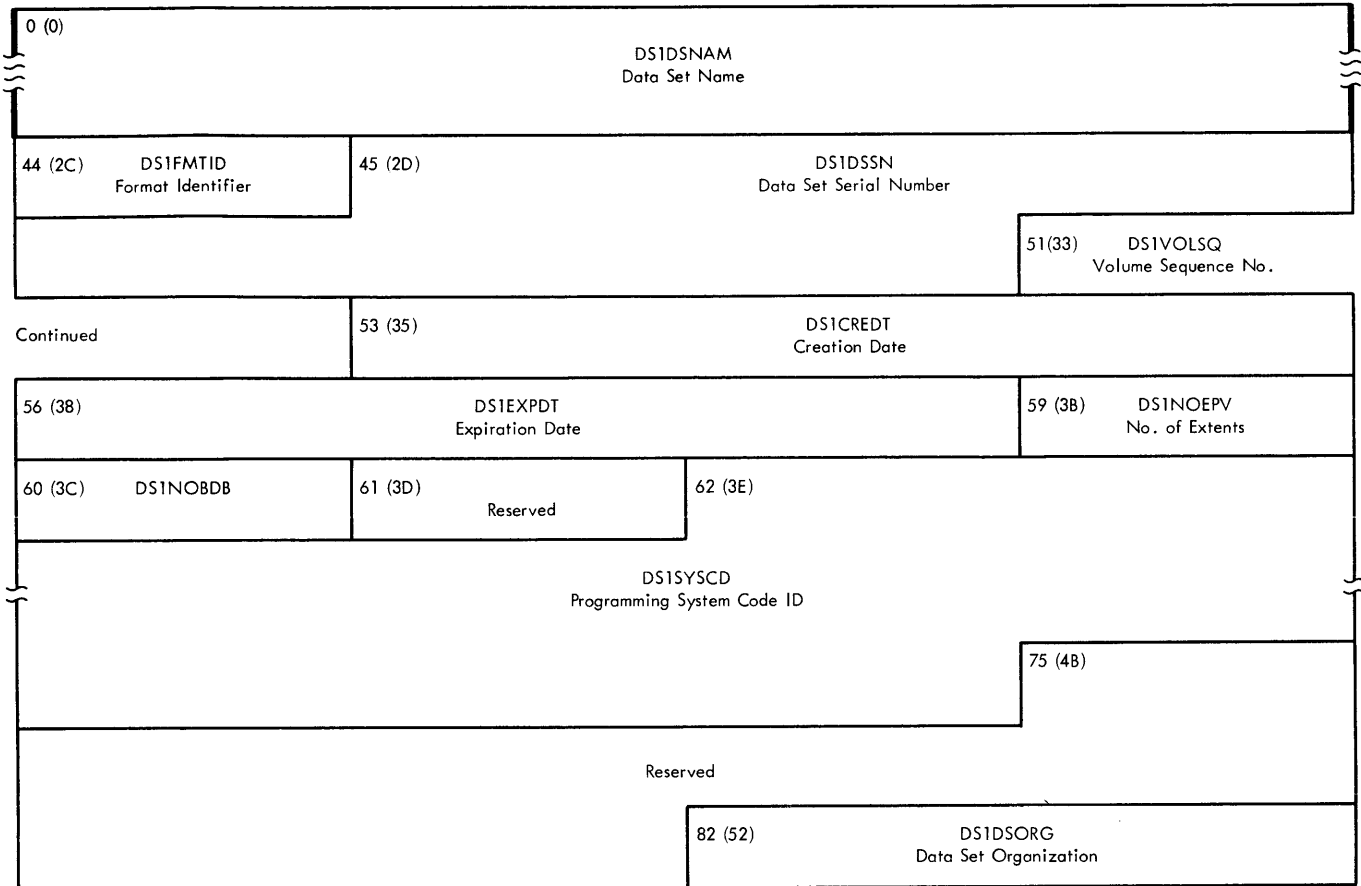 0 (0)
DS1DSNAM
Data Set Name
44 (2C) DS1FMTID
Format Identifier
45 (2D) DS1DSSN
Data Set Serial Number
51(33) DS1VOLSQ
Volume Sequence No.
Continued
53 (35) DS1CREDT
Creation Date
56 (38) DS1EXPDT
Expiration Date
59 (3B) DS1NOEPV
No. of Extents
60 (3C) DS1NOBDB
61 (3D)
Reserved
62 (3E)
DS1SYSCD
Programming System Code ID
75 (4B)
Reserved
82 (52) DS1DSORG
Data Set Organization